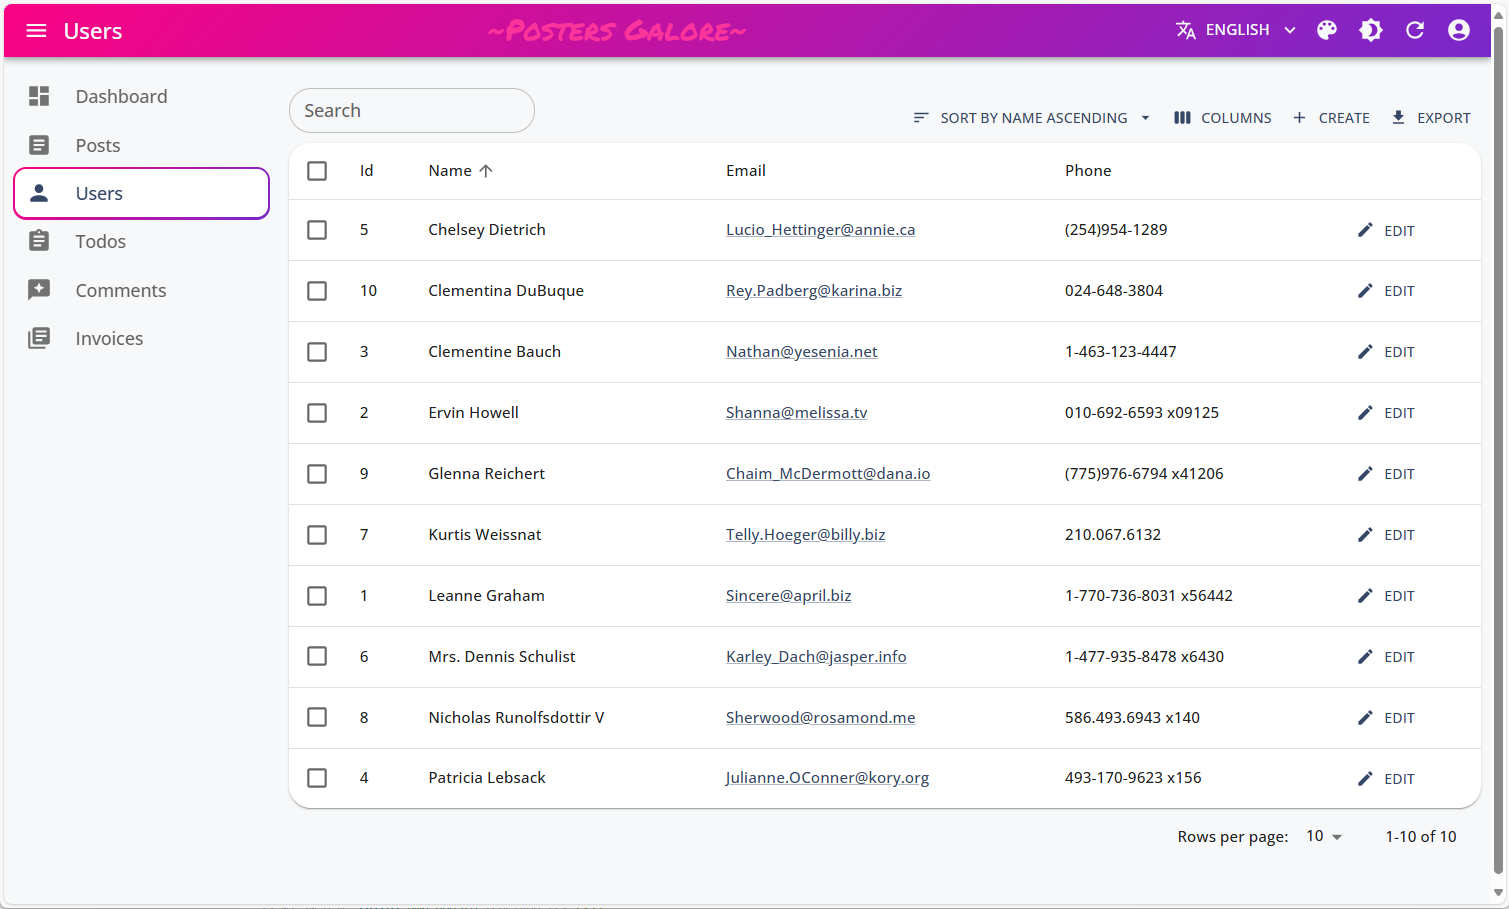 Users
~Posters Galore~
ENGLISH
Dashboard
Posts
Users
Todos
Comments
Invoices
Search
SORT BY NAME ASCENDING
COLUMNS
CREATE
EXPORT
Id Name Email Phone
5 Chelsey Dietrich Lucio_Hettinger@annie.ca (254)954-1289 EDIT
10 Clementina DuBuque Rey.Padberg@karina.biz 024-648-3804 EDIT
3 Clementine Bauch Nathan@yesenia.net 1-463-123-4447 EDIT
2 Ervin Howell Shanna@melissa.tv 010-692-6593 x09125 EDIT
9 Glenna Reichert Chaim_McDermott@dana.io (775)976-6794 x41206 EDIT
7 Kurtis Weissnat Telly.Hoeger@billy.biz 210.067.6132 EDIT
1 Leanne Graham Sincere@april.biz 1-770-736-8031 x56442 EDIT
6 Mrs. Dennis Schulist Karley_Dach@jasper.info 1-477-935-8478 x6430 EDIT
8 Nicholas Runolfsdottir V Sherwood@rosamond.me 586.493.6943 x140 EDIT
4 Patricia Lebsack Julianne.OConner@kory.org 493-170-9623 x156 EDIT
Rows per page: 10 1-10 of 10